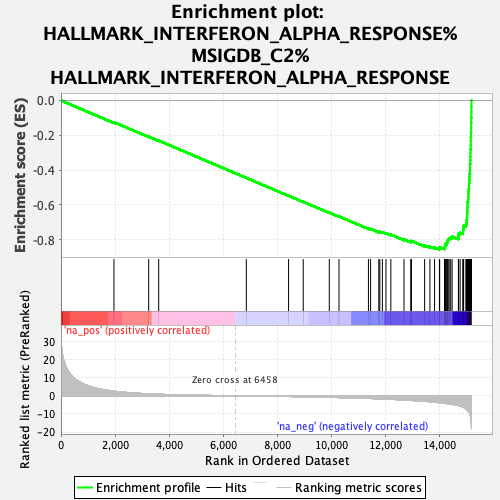 Enrichment plot:
HALLMARK_INTERFERON_ALPHA_RESPONSE%
MSIGDB_C2%
HALLMARK_INTERFERON_ALPHA_RESPONSE
Enrichment score (ES)
0.0
-0.2
-0.4
-0.6
-0.8
'na_pos' (positively correlated)
Ranked list metric (PreRanked)
30
20
10
0
-10
-20
Zero cross at 6458
'na_neg' (negatively correlated)
0
2,000
4,000
6,000
8,000
10,000
12,000
14,000
Rank in Ordered Dataset
Enrichment profile
Hits
Ranking metric scores